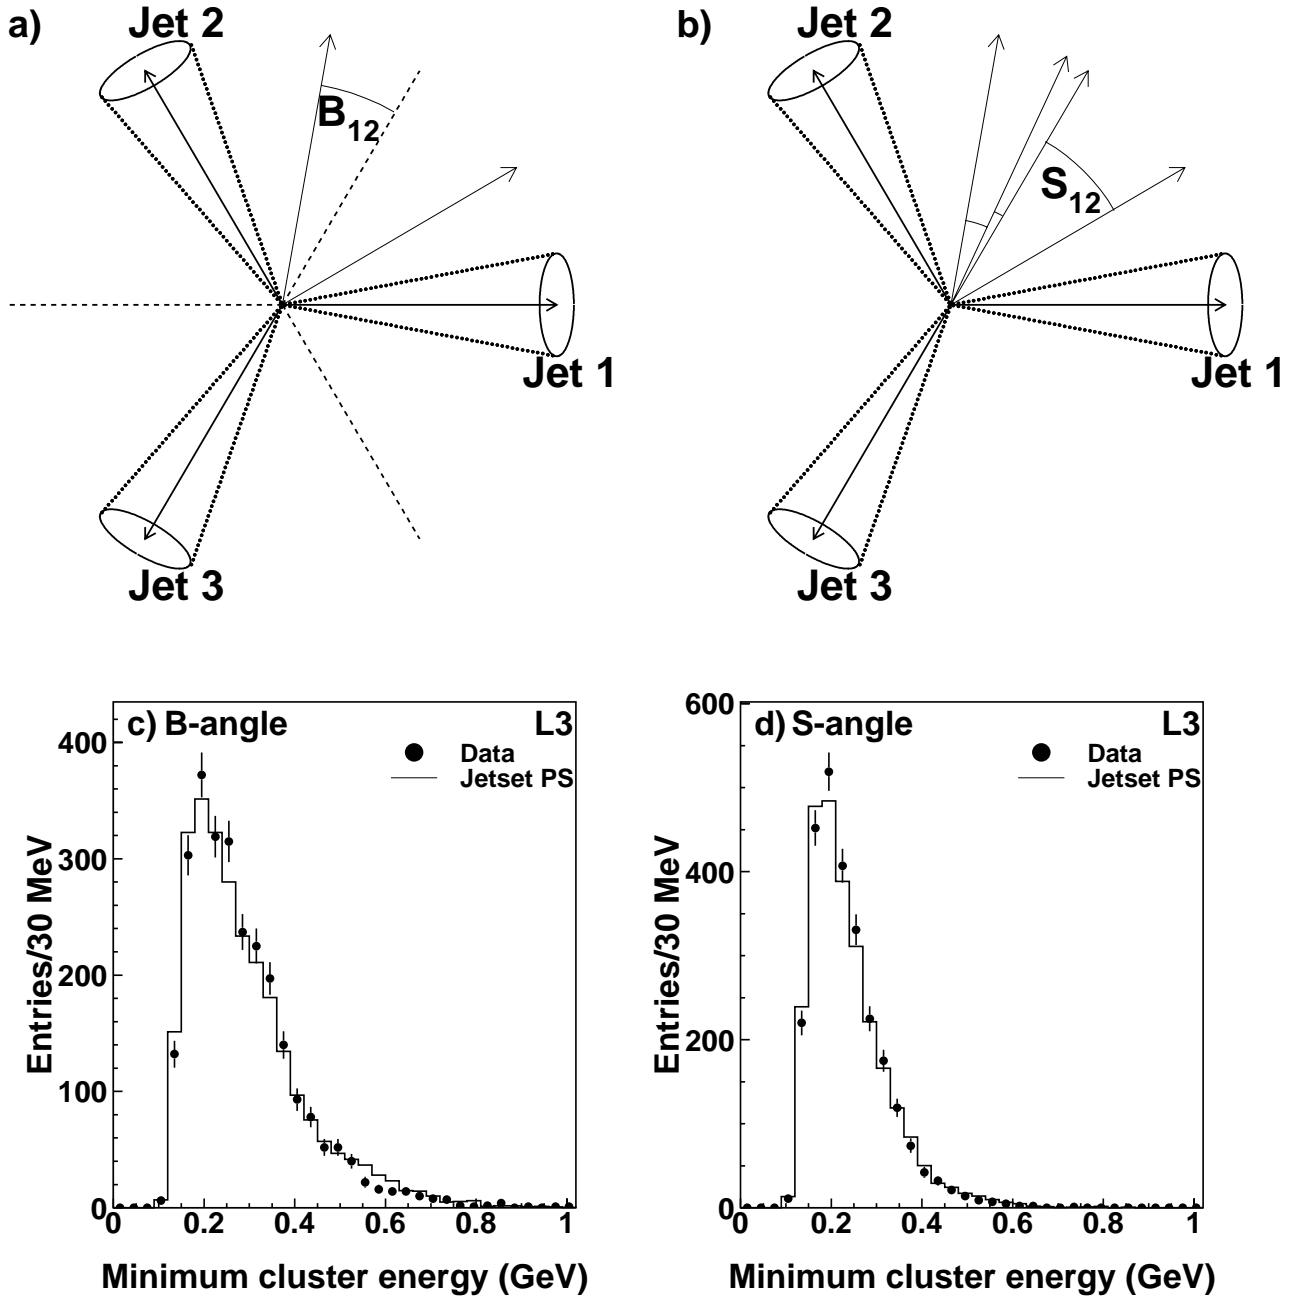 a)
Jet 2
B12
Jet 1
Jet 3
b)
Jet 2
S12
Jet 1
Jet 3
c) B-angle
L3
Data
Jetset PS
Entries/30 MeV
400
300
200
100
0
0 0.2 0.4 0.6 0.8 1
Minimum cluster energy (GeV)
d) S-angle
L3
Data
Jetset PS
Entries/30 MeV
600
400
200
0
0 0.2 0.4 0.6 0.8 1
Minimum cluster energy (GeV)